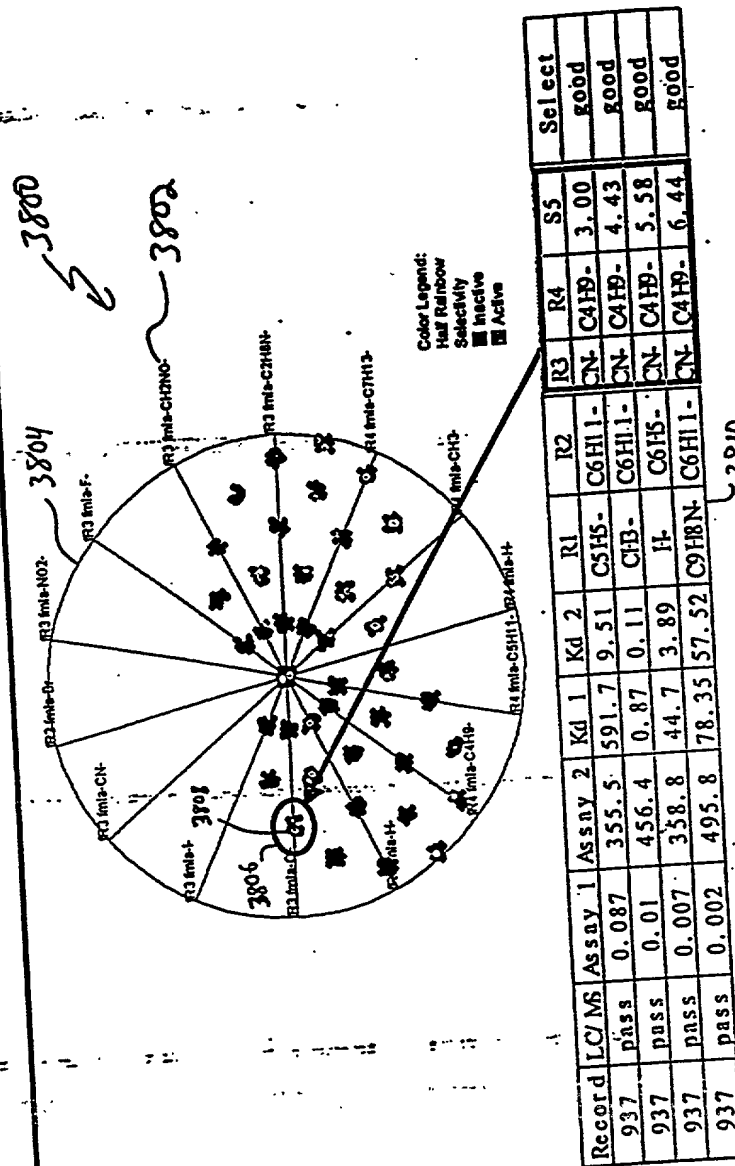 3800
3802
3804
R3 fmla-CH2NO-
R3 fmla-F-
R3 fmla-C2H8N-
R3 fmla-NO2-
R4 fmla-C7H13-
R4 fmla-CH3-
R3 fmla-CN-
R4 fmla-H-
R3 fmla-I-
R4 fmla-C5H11-
R4 fmla-C4H9-
3808
3806
Color Legend:
Half Rainbow
Selectivity
Inactive
Active
Record LC/MS Assay 1 Assay 2 Kd 1 Kd 2 R1 R2 R3 R4 S5 Select
937 pass 0.087 355.5 591.7 9.51 C5H5- C6H11- CN- C4H9- 3.00 good
937 pass 0.01 456.4 0.87 0.11 CH3- C6H11- CN- C4H9- 4.43 good
937 pass 0.007 358.8 44.7 3.89 H- C6H5- CN- C4H9- 5.58 good
937 pass 0.002 495.8 78.35 57.52 C9H8N- C6H11- CN- C4H9- 6.44 good
3810